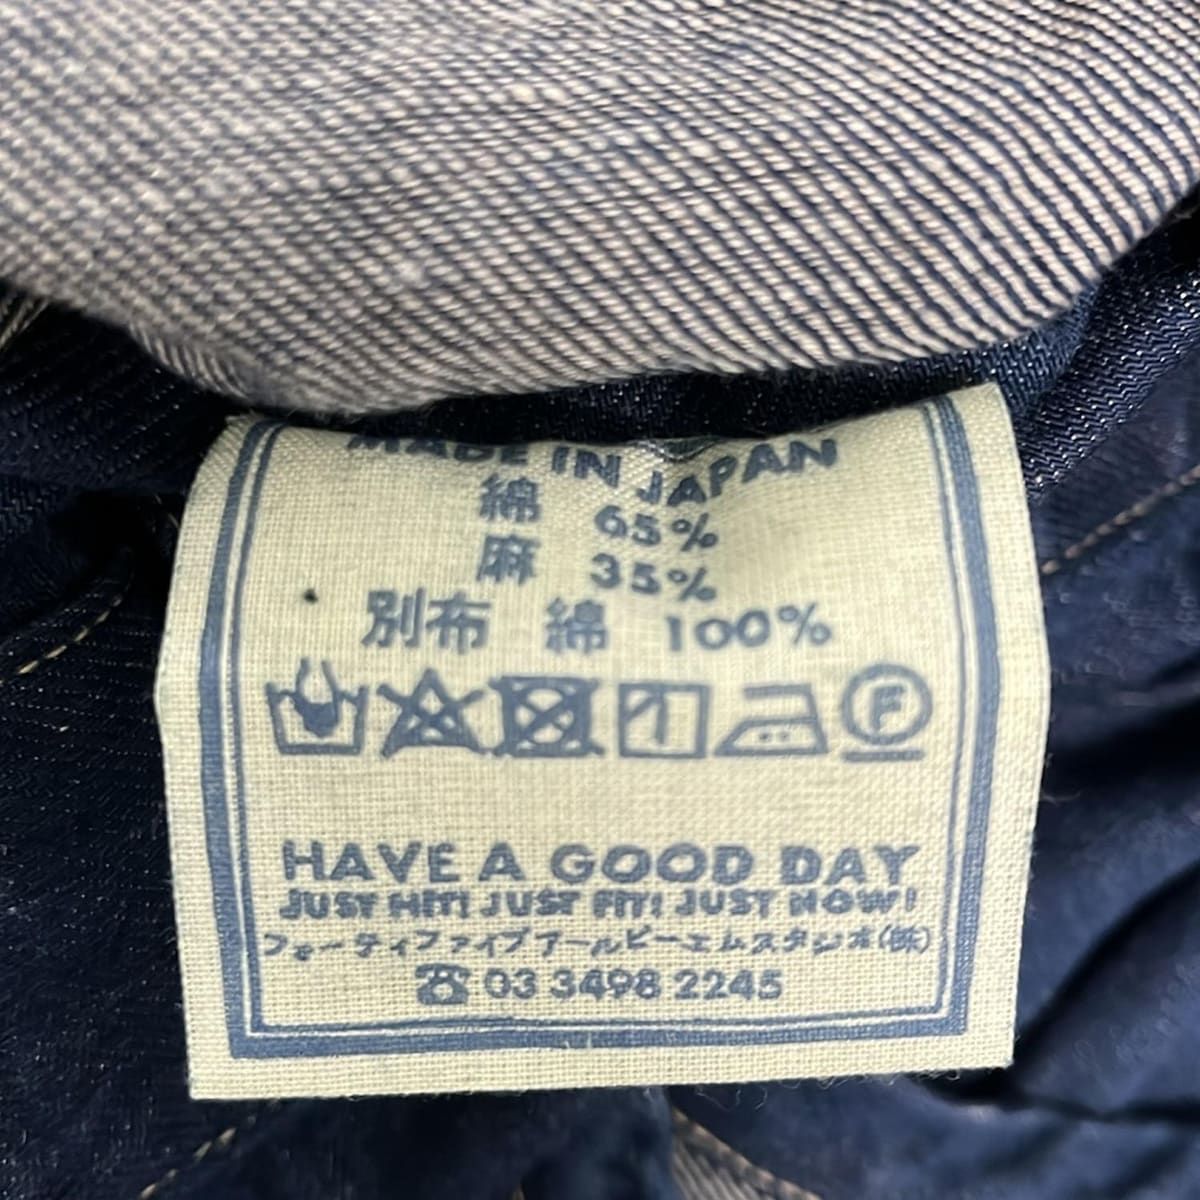 MADE IN JAPAN
綿 65%
麻 35%
別布 綿 100%
F
HAVE A GOOD DAY
JUST HIT! JUST FIT! JUST NOW!
フォーティファイブアールピーエムスタジオ(株)
☎ 03 3498 2245